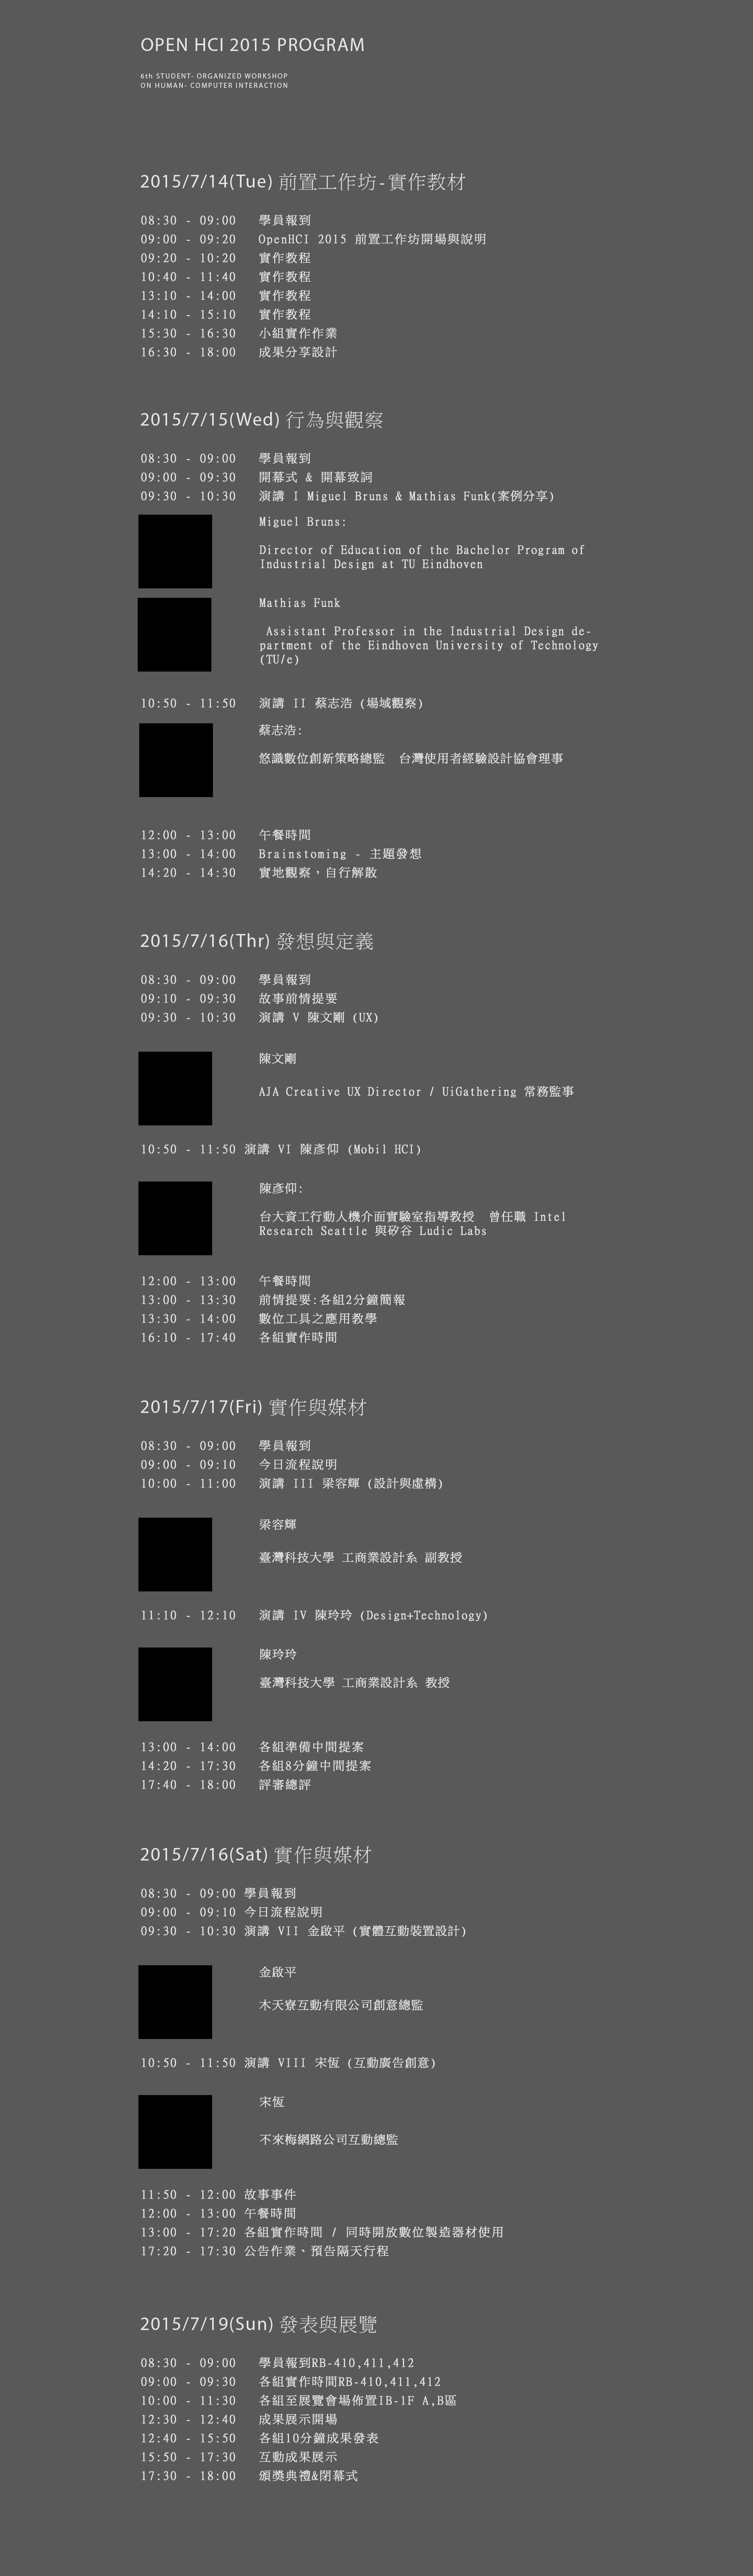 OPEN HCI 2015 PROGRAM
6th STUDENT- ORGANIZED WORKSHOP
ON HUMAN- COMPUTER INTERACTION
2015/7/14(Tue) 前置工作坊-實作教材
08:30 - 09:00 學員報到
09:00 - 09:20 OpenHCI 2015 前置工作坊開場與說明
09:20 - 10:20 實作教程
10:40 - 11:40 實作教程
13:10 - 14:00 實作教程
14:10 - 15:10 實作教程
15:30 - 16:30 小組實作作業
16:30 - 18:00 成果分享設計
2015/7/15(Wed) 行為與觀察
08:30 - 09:00 學員報到
09:00 - 09:30 開幕式 & 開幕致詞
09:30 - 10:30 演講 I Miguel Bruns & Mathias Funk(案例分享)
Miguel Bruns:
Director of Education of the Bachelor Program of
Industrial Design at TU Eindhoven
Mathias Funk
Assistant Professor in the Industrial Design de-
partment of the Eindhoven University of Technology
(TU/e)
10:50 - 11:50 演講 II 蔡志浩 (場域觀察)
蔡志浩:
悠識數位創新策略總監 台灣使用者經驗設計協會理事
12:00 - 13:00 午餐時間
13:00 - 14:00 Brainstoming - 主題發想
14:20 - 14:30 實地觀察，自行解散
2015/7/16(Thr) 發想與定義
08:30 - 09:00 學員報到
09:10 - 09:30 故事前情提要
09:30 - 10:30 演講 V 陳文剛 (UX)
陳文剛
AJA Creative UX Director / UiGathering 常務監事
10:50 - 11:50 演講 VI 陳彥仰 (Mobil HCI)
陳彥仰:
台大資工行動人機介面實驗室指導教授 曾任職 Intel
Research Seattle 與矽谷 Ludic Labs
12:00 - 13:00 午餐時間
13:00 - 13:30 前情提要:各組2分鐘簡報
13:30 - 14:00 數位工具之應用教學
16:10 - 17:40 各組實作時間
2015/7/17(Fri) 實作與媒材
08:30 - 09:00 學員報到
09:00 - 09:10 今日流程說明
10:00 - 11:00 演講 III 梁容輝 (設計與虛構)
梁容輝
臺灣科技大學 工商業設計系 副教授
11:10 - 12:10 演講 IV 陳玲玲 (Design+Technology)
陳玲玲
臺灣科技大學 工商業設計系 教授
13:00 - 14:00 各組準備中間提案
14:20 - 17:30 各組8分鐘中間提案
17:40 - 18:00 評審總評
2015/7/16(Sat) 實作與媒材
08:30 - 09:00 學員報到
09:00 - 09:10 今日流程說明
09:30 - 10:30 演講 VII 金啟平 (實體互動裝置設計)
金啟平
木天寮互動有限公司創意總監
10:50 - 11:50 演講 VIII 宋恆 (互動廣告創意)
宋恆
不來梅網路公司互動總監
11:50 - 12:00 故事事件
12:00 - 13:00 午餐時間
13:00 - 17:20 各組實作時間 / 同時開放數位製造器材使用
17:20 - 17:30 公告作業、預告隔天行程
2015/7/19(Sun) 發表與展覽
08:30 - 09:00 學員報到RB-410,411,412
09:00 - 09:30 各組實作時間RB-410,411,412
10:00 - 11:30 各組至展覽會場佈置IB-1F A,B區
12:30 - 12:40 成果展示開場
12:40 - 15:50 各組10分鐘成果發表
15:50 - 17:30 互動成果展示
17:30 - 18:00 頒獎典禮&閉幕式